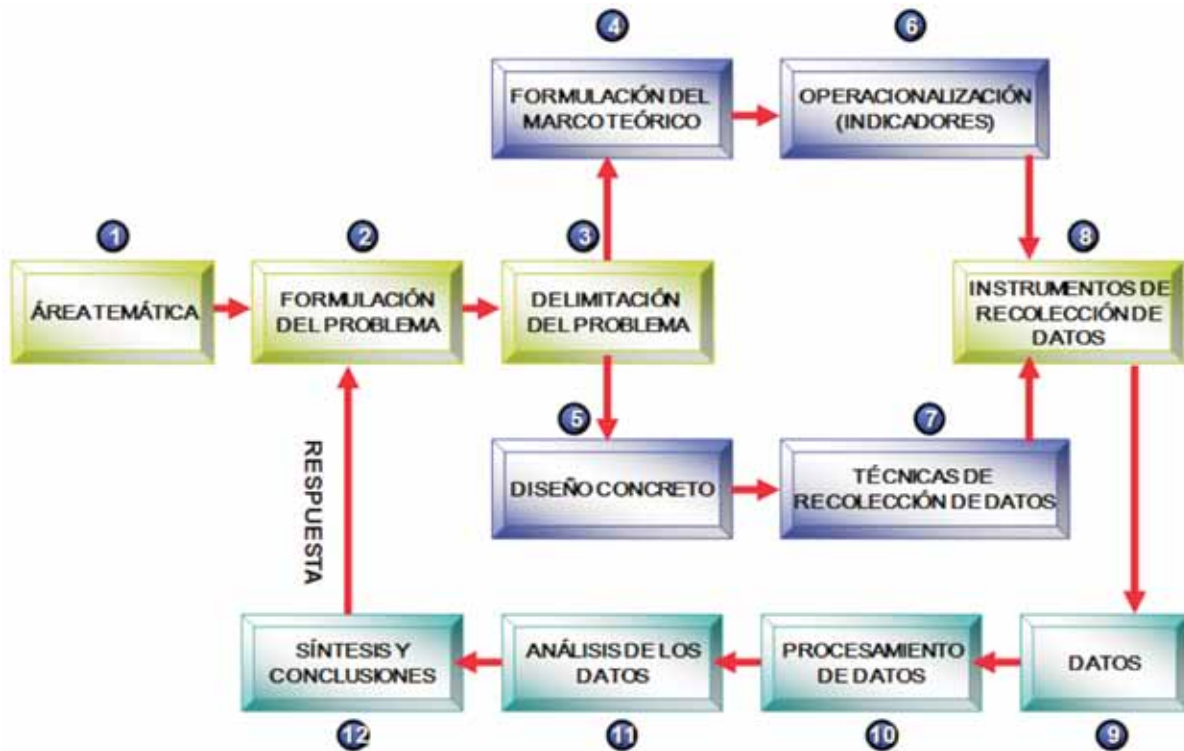 4
FORMULACIÓN DEL
MARCO TEÓRICO
6
OPERACIONALIZACIÓN
(INDICADORES)
1
ÁREA TEMÁTICA
2
FORMULACIÓN
DEL PROBLEMA
3
DELIMITACIÓN
DEL PROBLEMA
8
INSTRUMENTOS DE
RECOLECCIÓN DE
DATOS
5
DISEÑO CONCRETO
7
TÉCNICAS DE
RECOLECCIÓN DE DATOS
RESPUESTA
SÍNTESIS Y
CONCLUSIONES
12
ANÁLISIS DE LOS
DATOS
11
PROCESAMIENTO
DE DATOS
10
DATOS
9